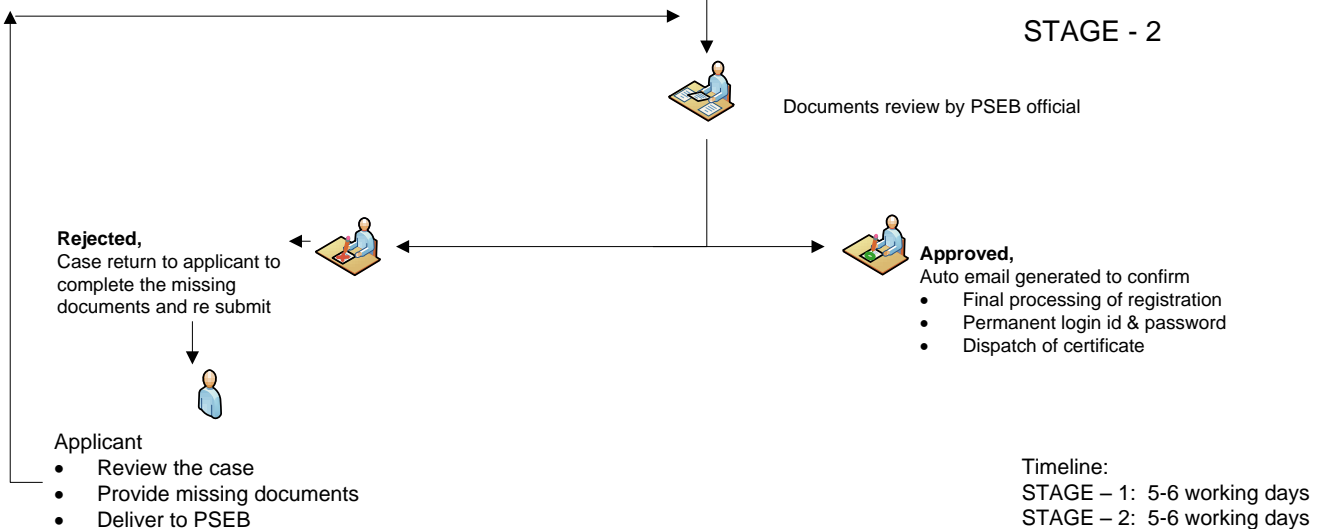 STAGE - 2
Documents review by PSEB official
Rejected,
Case return to applicant to
complete the missing
documents and re submit
Approved,
Auto email generated to confirm
• Final processing of registration
• Permanent login id & password
• Dispatch of certificate
Applicant
• Review the case
• Provide missing documents
• Deliver to PSEB
Timeline:
STAGE – 1: 5-6 working days
STAGE – 2: 5-6 working days